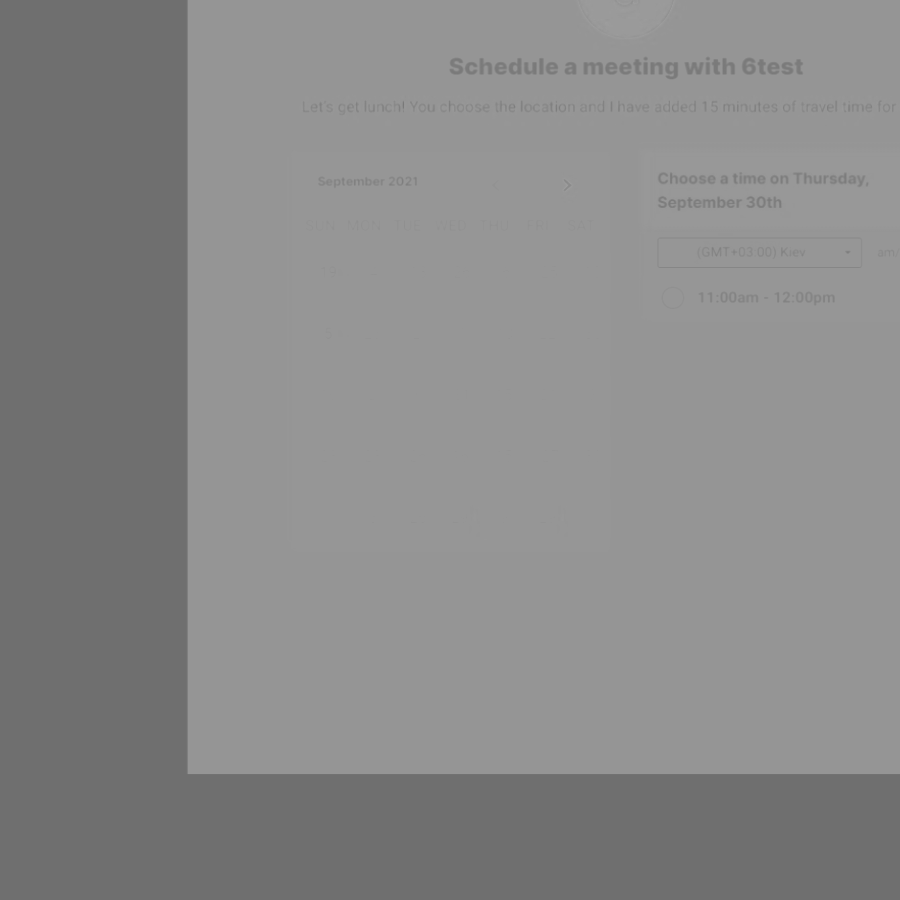 Schedule a meeting with 6test
Let's get lunch! You choose the location and I have added 15 minutes of travel time for
September 2021
SUN MON TUE WED THU FRI SAT
Choose a time on Thursday,
September 30th
(GMT+03:00) Kiev
am/
11:00am - 12:00pm